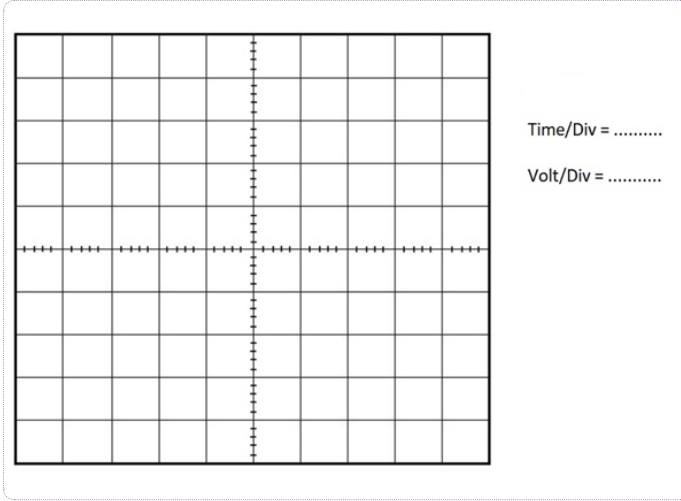 Time/Div = ..........
Volt/Div = ...........